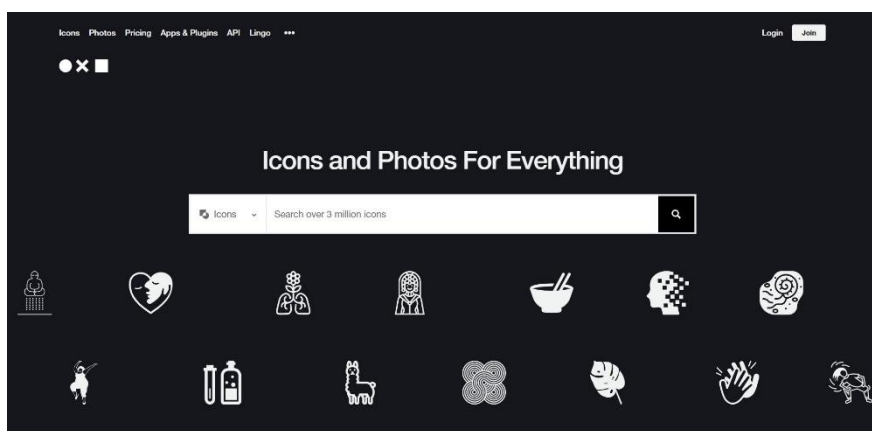 Icons Photos Pricing Apps & Plugins API Lingo ••• Login Join
Icons and Photos For Everything
Icons Search over 3 million icons